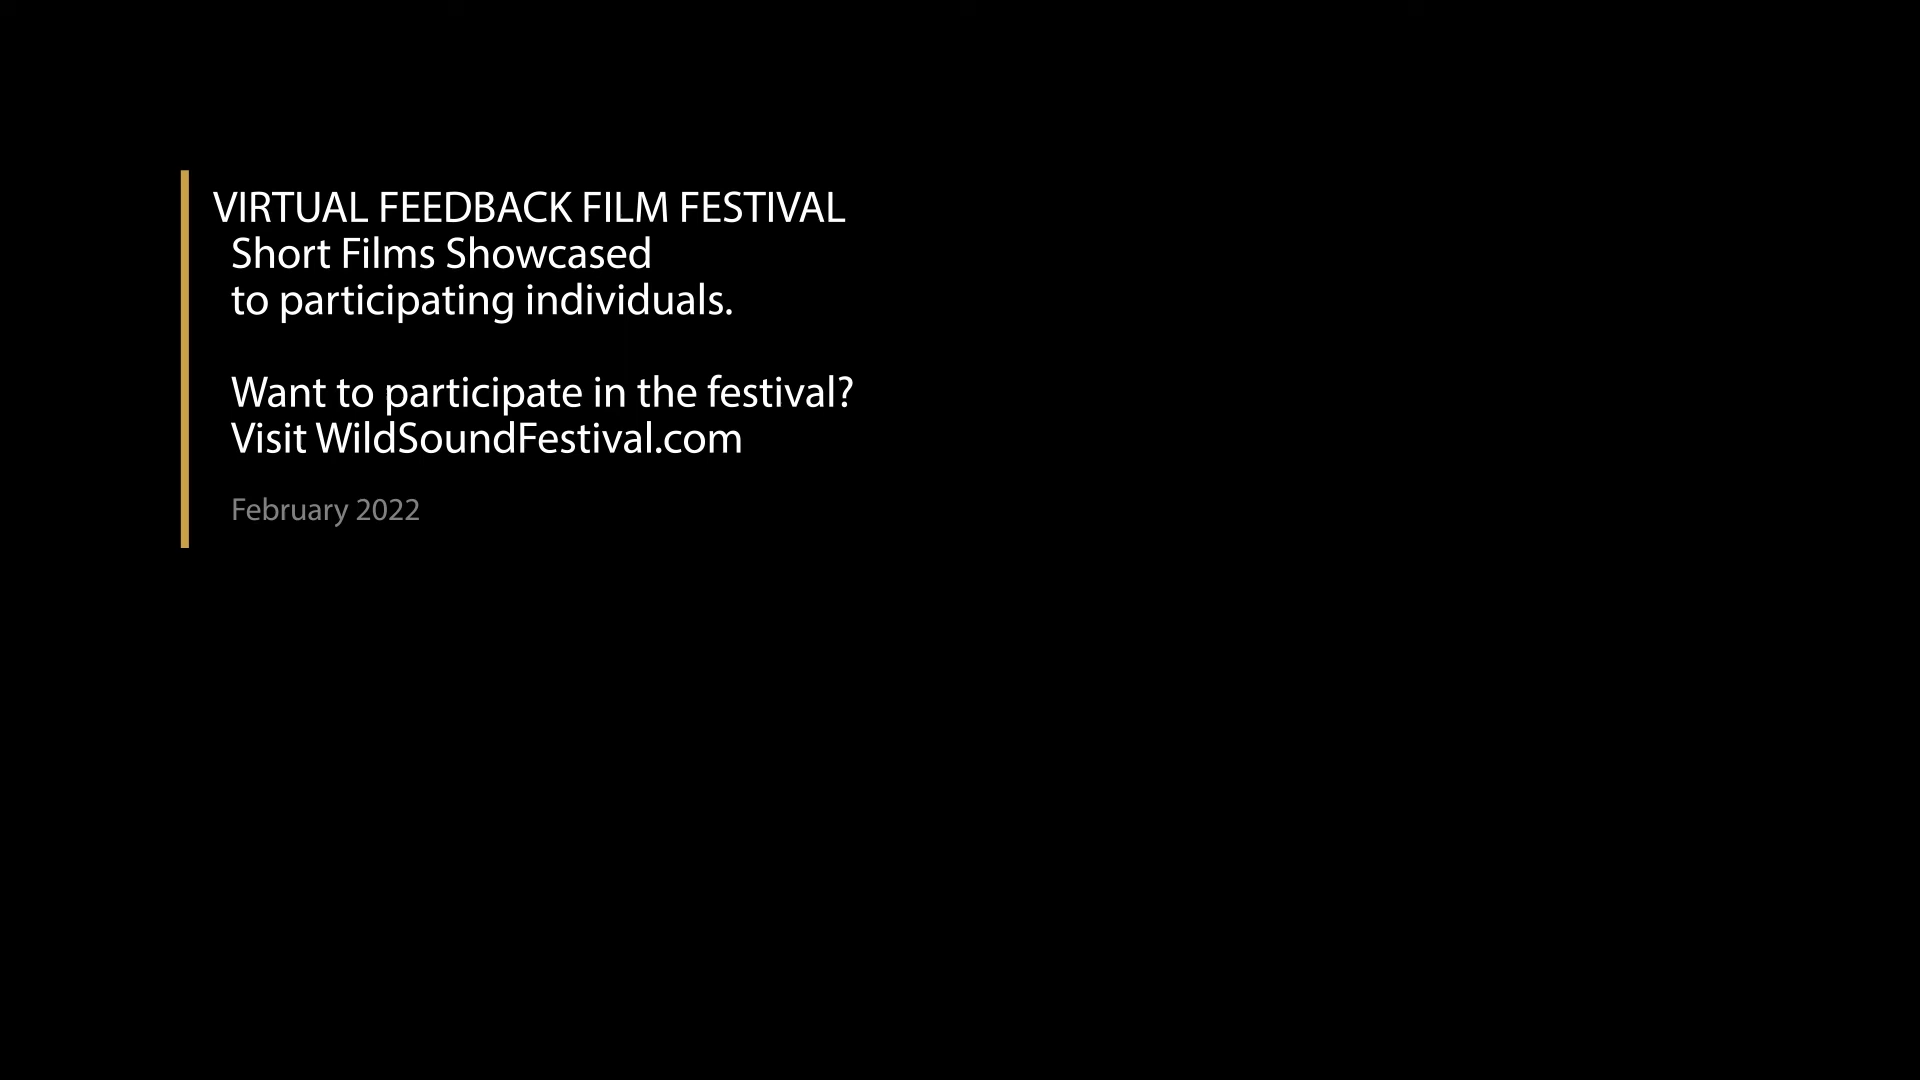 VIRTUAL FEEDBACK FILM FESTIVAL
Short Films Showcased
to participating individuals.
Want to participate in the festival?
Visit WildSoundFestival.com
February 2022